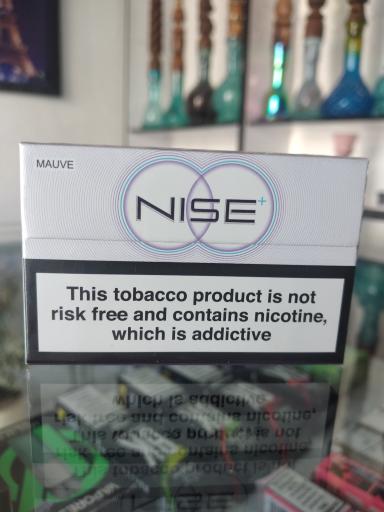 MAUVE
NISE+
This tobacco product is not
risk free and contains nicotine,
which is addictive